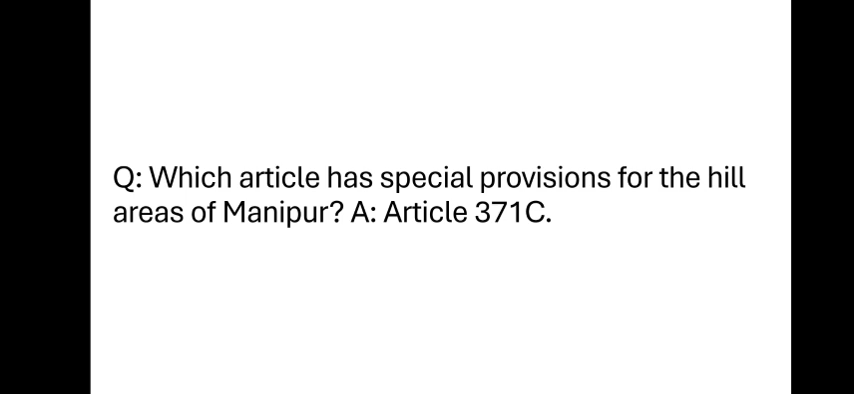 Q: Which article has special provisions for the hill
areas of Manipur? A: Article 371C.